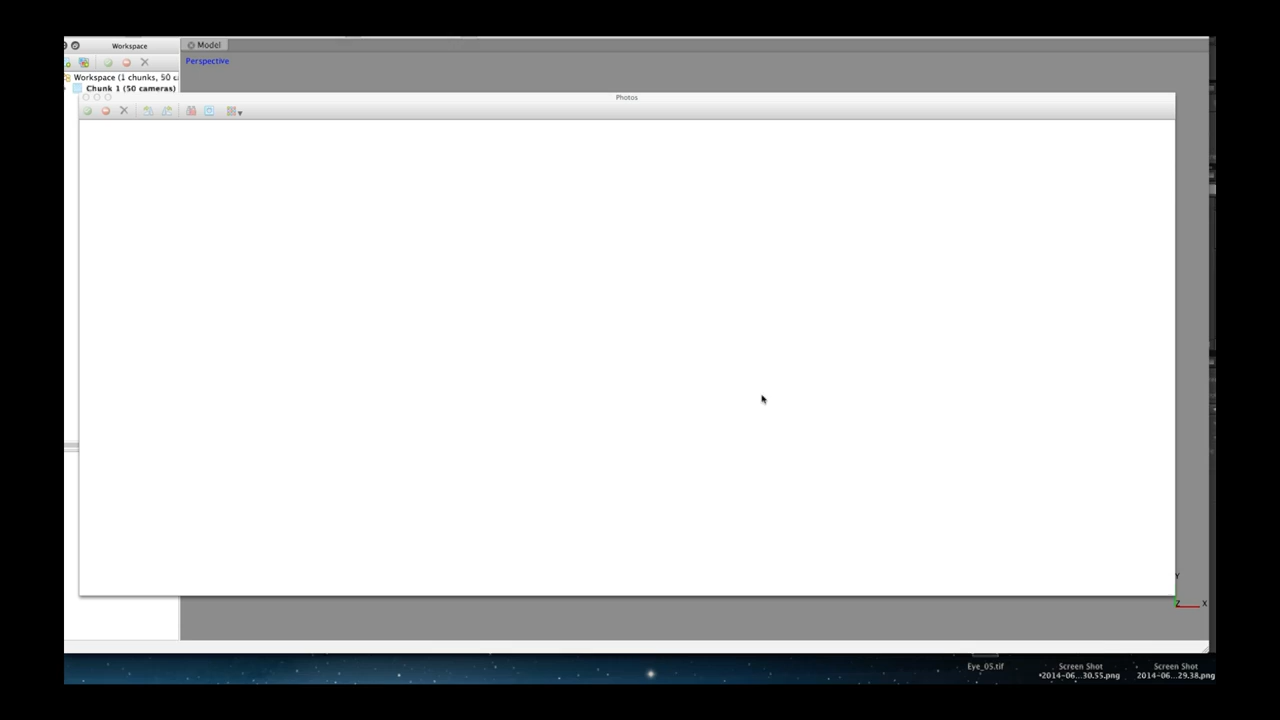 Workspace
Model
Perspective
Workspace (1 chunks, 50 c
Chunk 1 (50 cameras)
Photos
Y
Z
X
Eye_05.tif
Screen Shot
2014-06...30.55.png
Screen Shot
2014-06...29.38.png